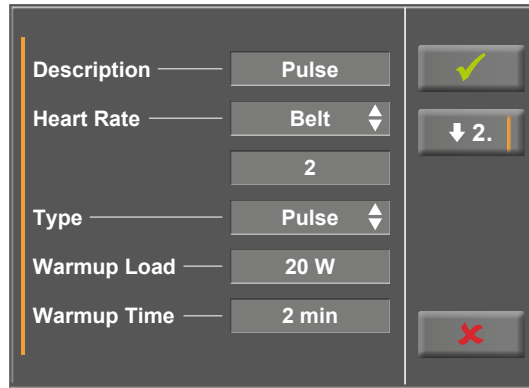 Description Pulse
Heart Rate Belt
2
Type Pulse
Warmup Load 20 W
Warmup Time 2 min
2.